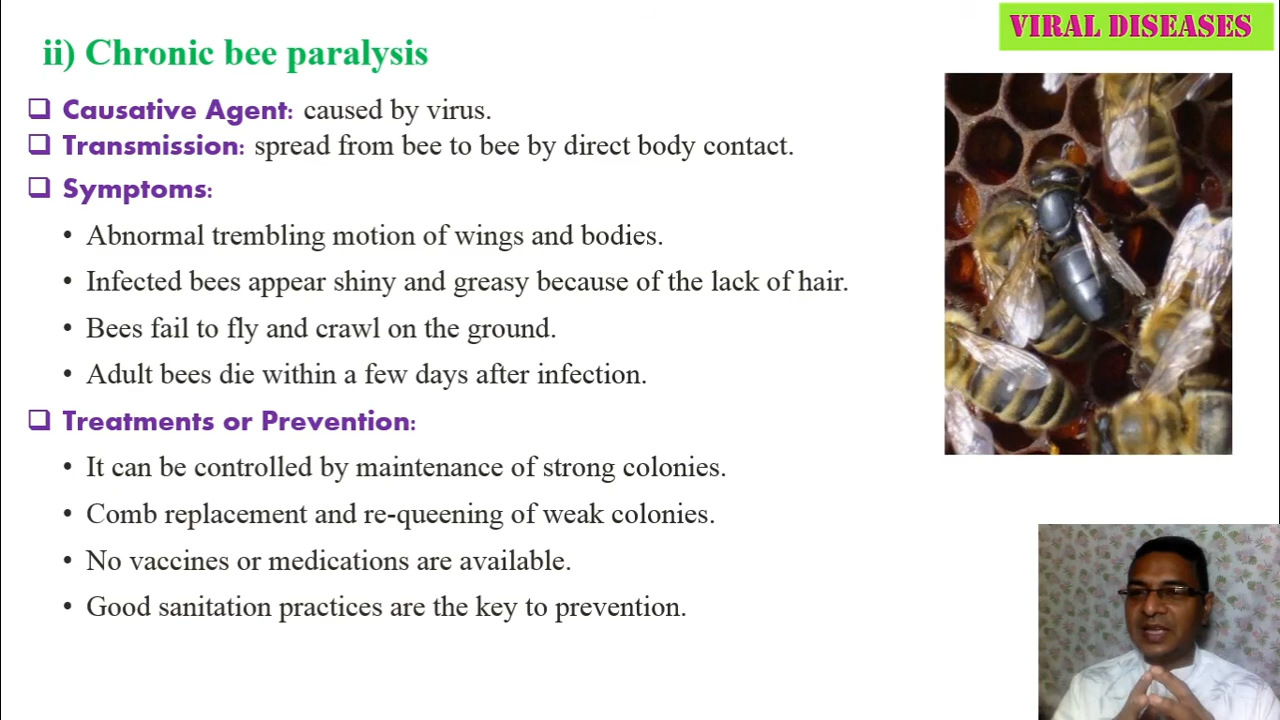 VIRAL DISEASES
ii) Chronic bee paralysis
❑ Causative Agent: caused by virus.
❑ Transmission: spread from bee to bee by direct body contact.
❑ Symptoms:
• Abnormal trembling motion of wings and bodies.
• Infected bees appear shiny and greasy because of the lack of hair.
• Bees fail to fly and crawl on the ground.
• Adult bees die within a few days after infection.
❑ Treatments or Prevention:
• It can be controlled by maintenance of strong colonies.
• Comb replacement and re-queening of weak colonies.
• No vaccines or medications are available.
• Good sanitation practices are the key to prevention.